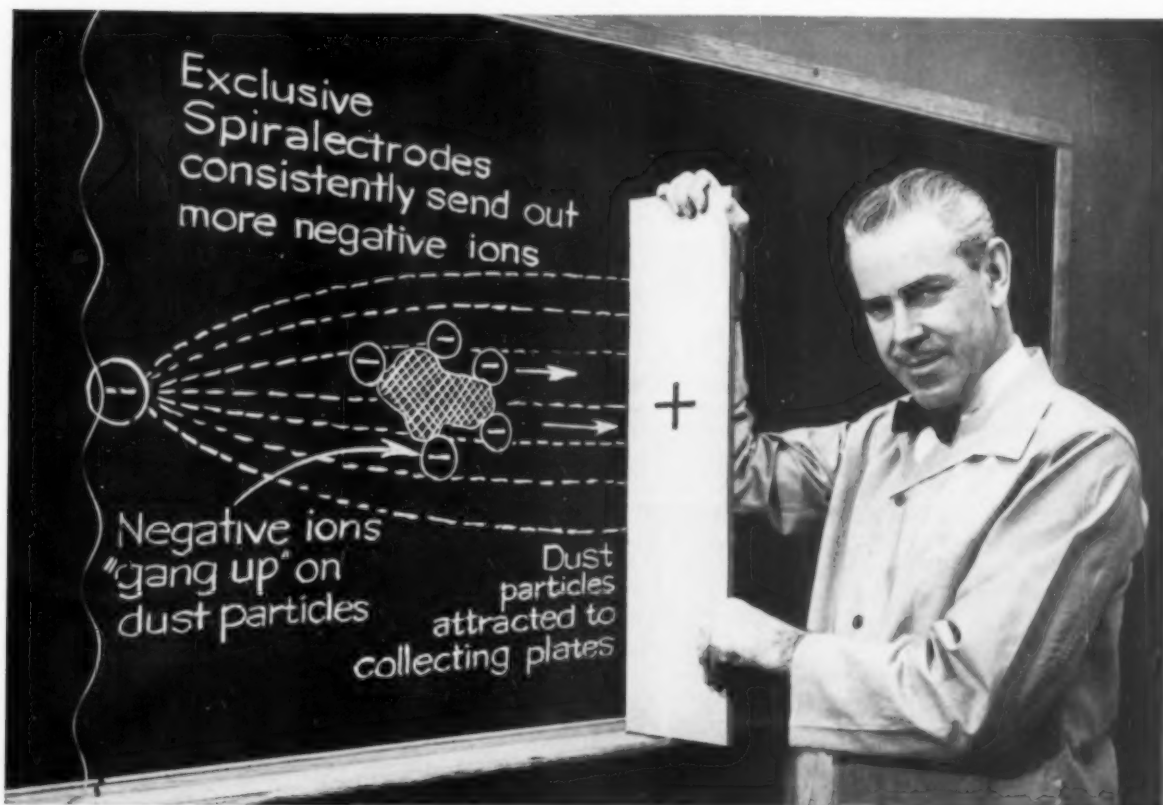 Exclusive
Spiralectrodes
consistently send out
more negative ions
-
-
-
-
-
-
+
Negative ions
"gang up" on
dust particles
Dust
particles
attracted to
collecting plates